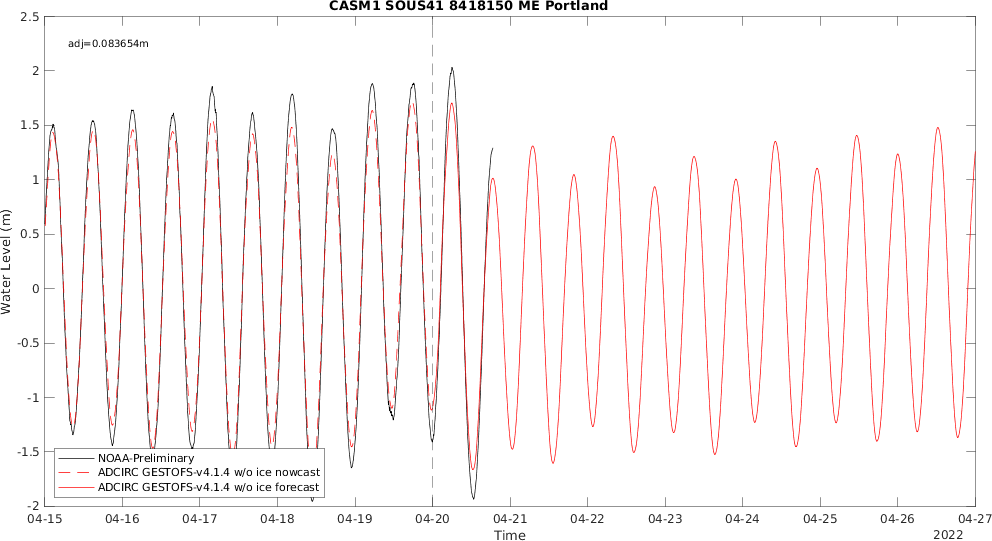 CASM1 SOUS41 8418150 ME Portland
adj=0.083654m
2.5
2
1.5
1
0.5
0
-0.5
-1
-1.5
-2
Water Level (m)
NOAA-Preliminary
ADCIRC GESTOFS-v4.1.4 w/o ice nowcast
ADCIRC GESTOFS-v4.1.4 w/o ice forecast
04-15 04-16 04-17 04-18 04-19 04-20 04-21 04-22 04-23 04-24 04-25 04-26 04-27
Time
2022